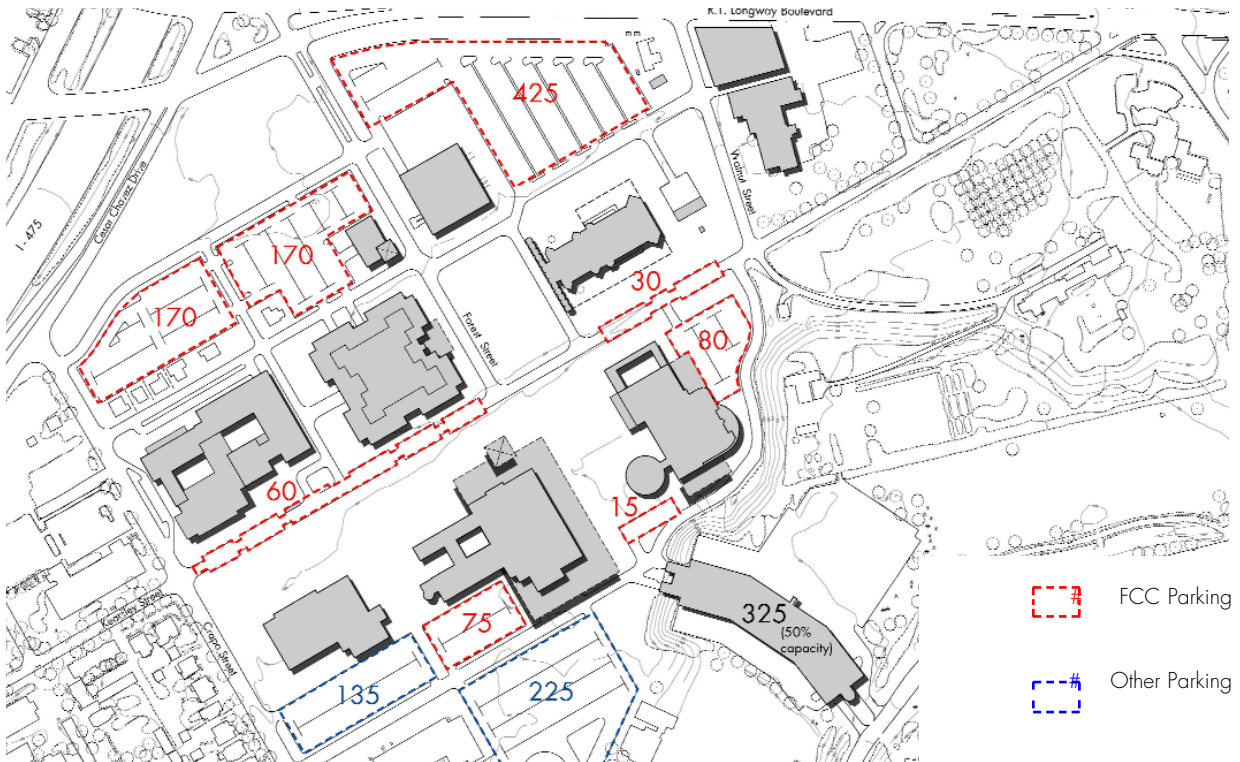 R.T. Longway Boulevard
425
Cesar Chavez Drive
I - 475
Walnut Street
170
170
30
Forest Street
80
60
15
Kearsley Street
Crapo Street
75
325
(50%
capacity)
135
225
# FCC Parking
# Other Parking